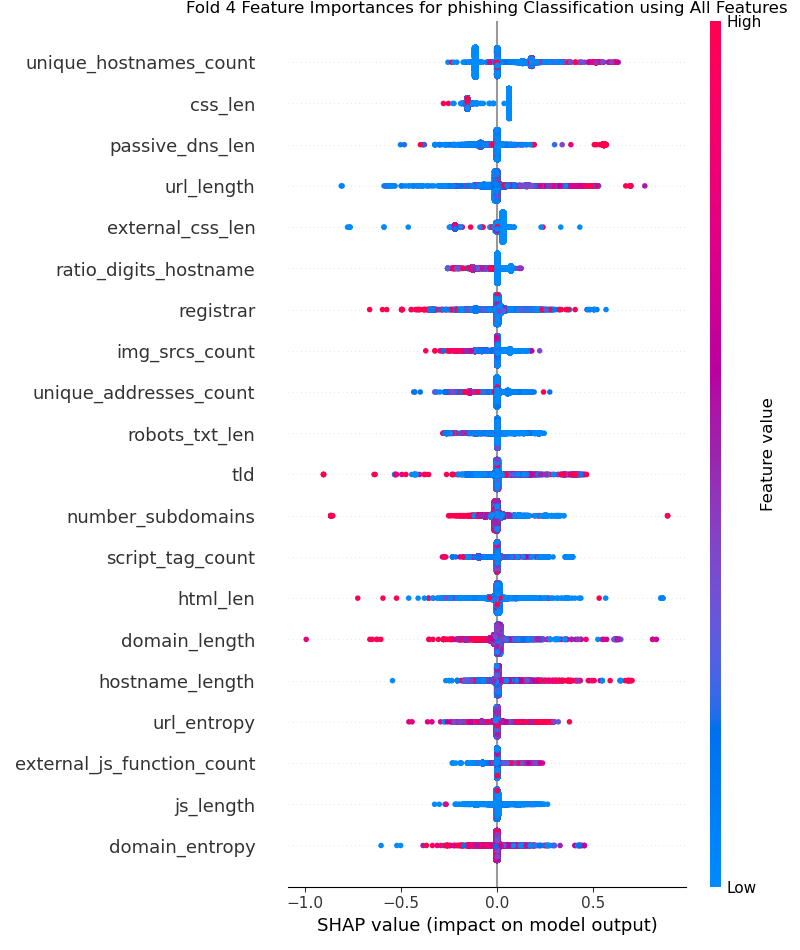 Fold 4 Feature Importances for phishing Classification using All Features
High
unique_hostnames_count
css_len
passive_dns_len
url_length
external_css_len
ratio_digits_hostname
registrar
img_srcs_count
unique_addresses_count
robots_txt_len
tld
number_subdomains
script_tag_count
html_len
domain_length
hostname_length
url_entropy
external_js_function_count
js_length
domain_entropy
Feature value
Low
−1.0 −0.5 0.0 0.5
SHAP value (impact on model output)